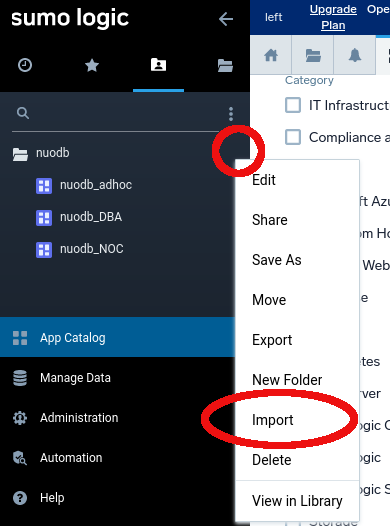 sumo logic
left
Upgrade
Plan
Ope
Category
IT Infrastruct
Compliance a
nuodb
nuodb_adhoc
nuodb_DBA
nuodb_NOC
Edit
Share
Save As
Move
Export
New Folder
Import
Delete
View in Library
ft Azu
om Ho
Web
e
App Catalog
Manage Data
Administration
Automation
Help
etes
Server
ogic C
ogic
ogic S
Storage